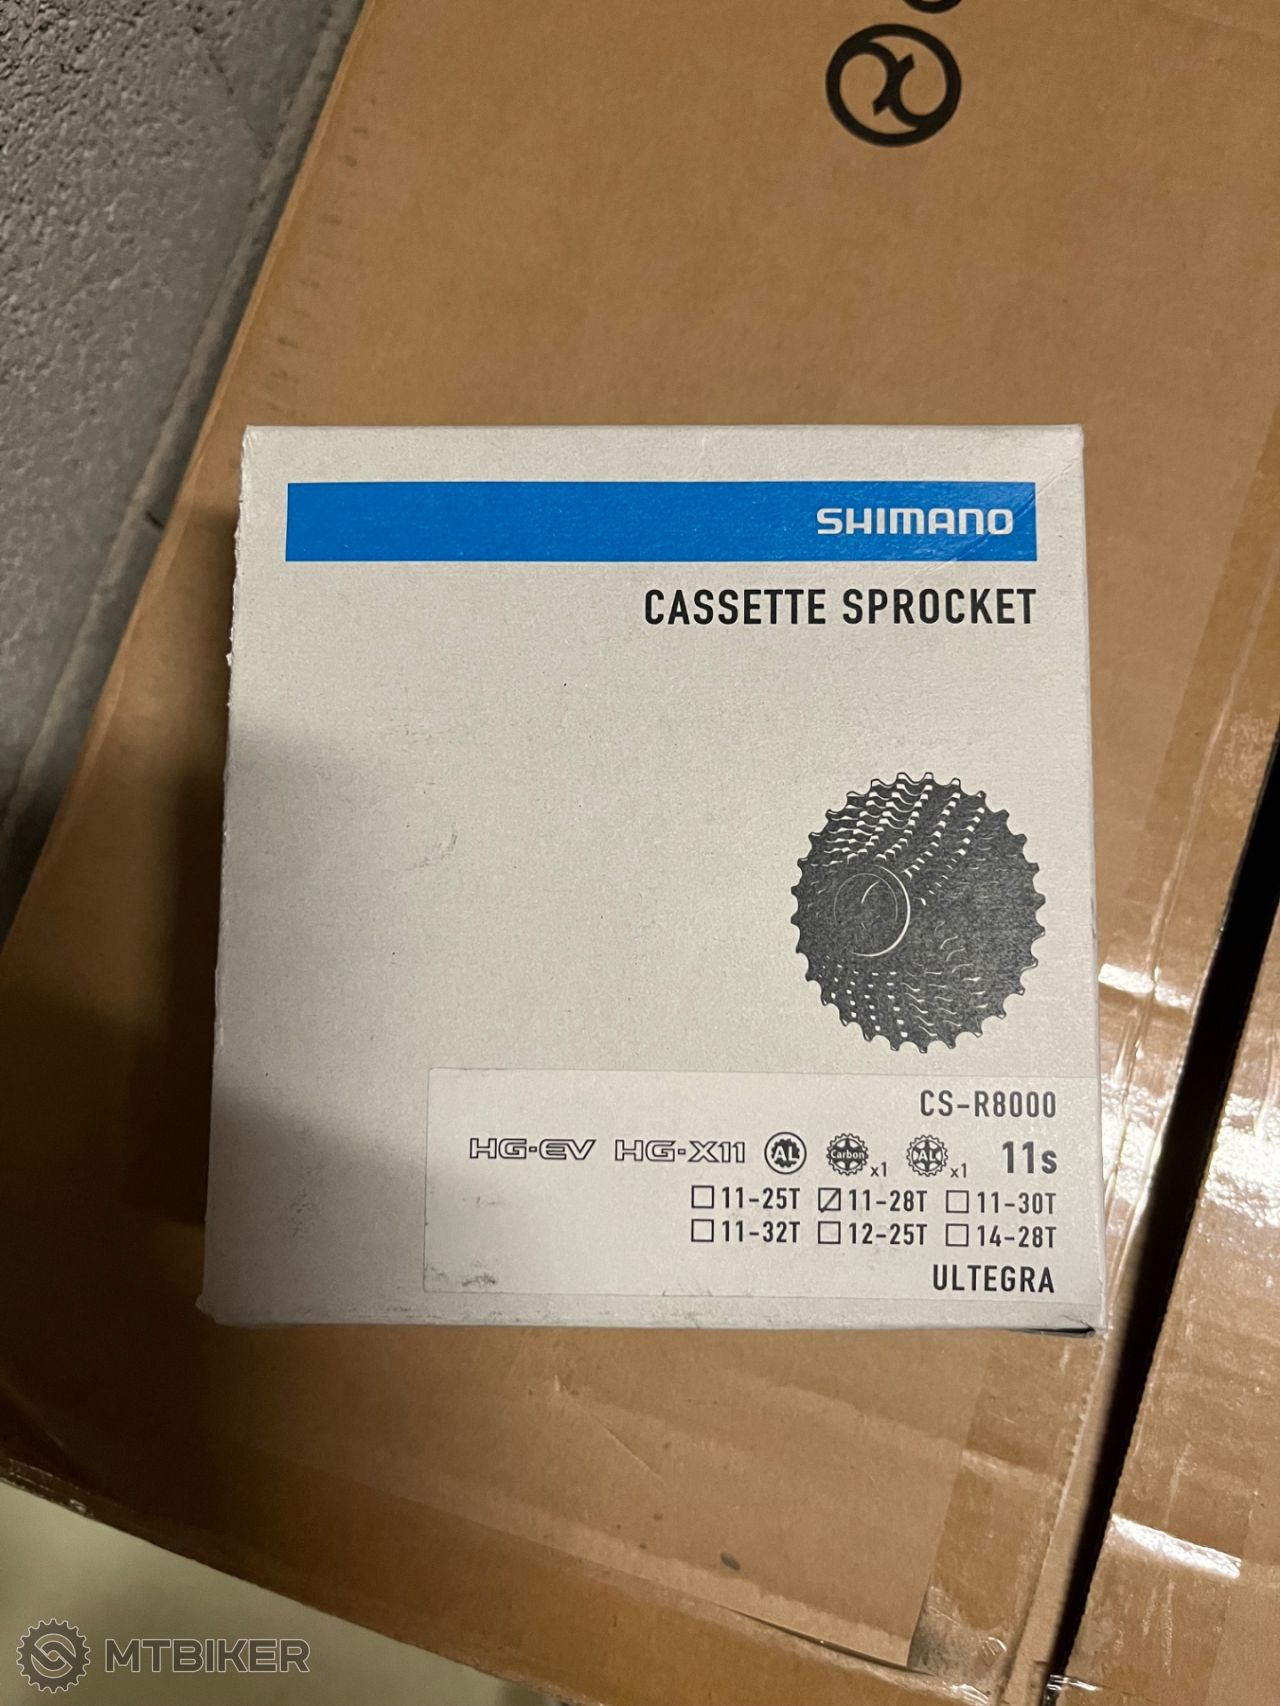 SHIMANO
CASSETTE SPROCKET
CS-R8000
HG-EV HG-X11 AL Carbon x1 AL x1 11s
☐ 11-25T ☑ 11-28T ☐ 11-30T
☐ 11-32T ☐ 12-25T ☐ 14-28T
ULTEGRA
MTBIKER